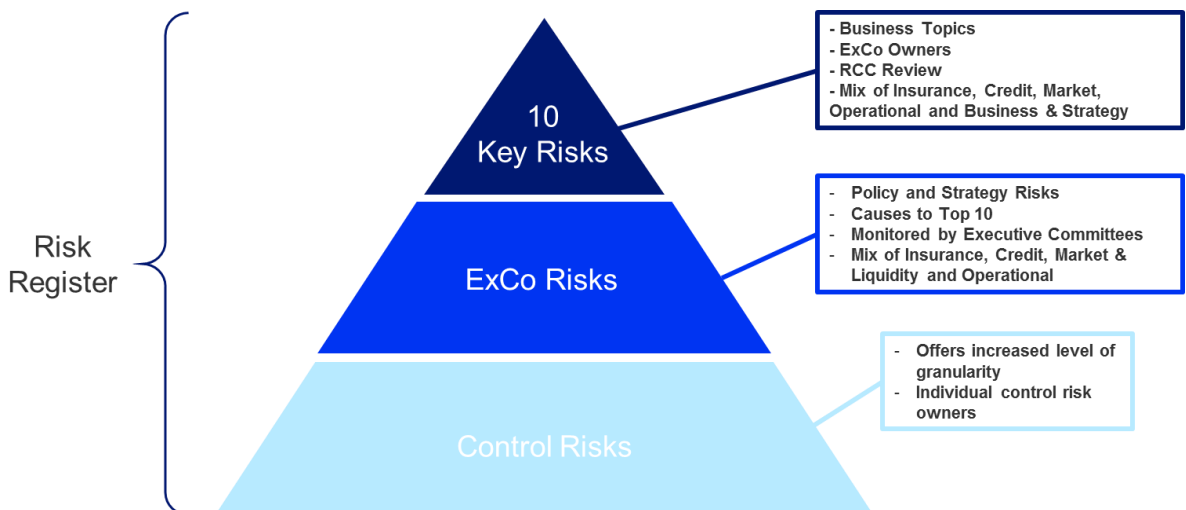 Risk
Register
10
Key Risks
ExCo Risks
Control Risks
- Business Topics
- ExCo Owners
- RCC Review
- Mix of Insurance, Credit, Market,
Operational and Business & Strategy
- Policy and Strategy Risks
- Causes to Top 10
- Monitored by Executive Committees
- Mix of Insurance, Credit, Market &
Liquidity and Operational
- Offers increased level of
granularity
- Individual control risk
owners